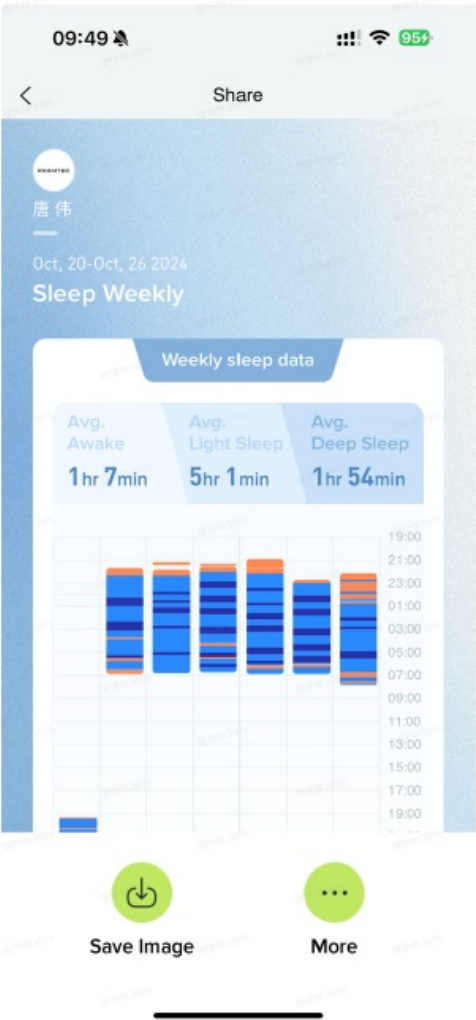 09:49
95
Share
唐 伟
Oct, 20-Oct, 26 2024
Sleep Weekly
Weekly sleep data
Avg. Awake
1hr 7min
Avg. Light Sleep
5hr 1min
Avg. Deep Sleep
1hr 54min
19:00
21:00
23:00
01:00
03:00
05:00
07:00
09:00
11:00
13:00
15:00
17:00
19:00
Save Image
More